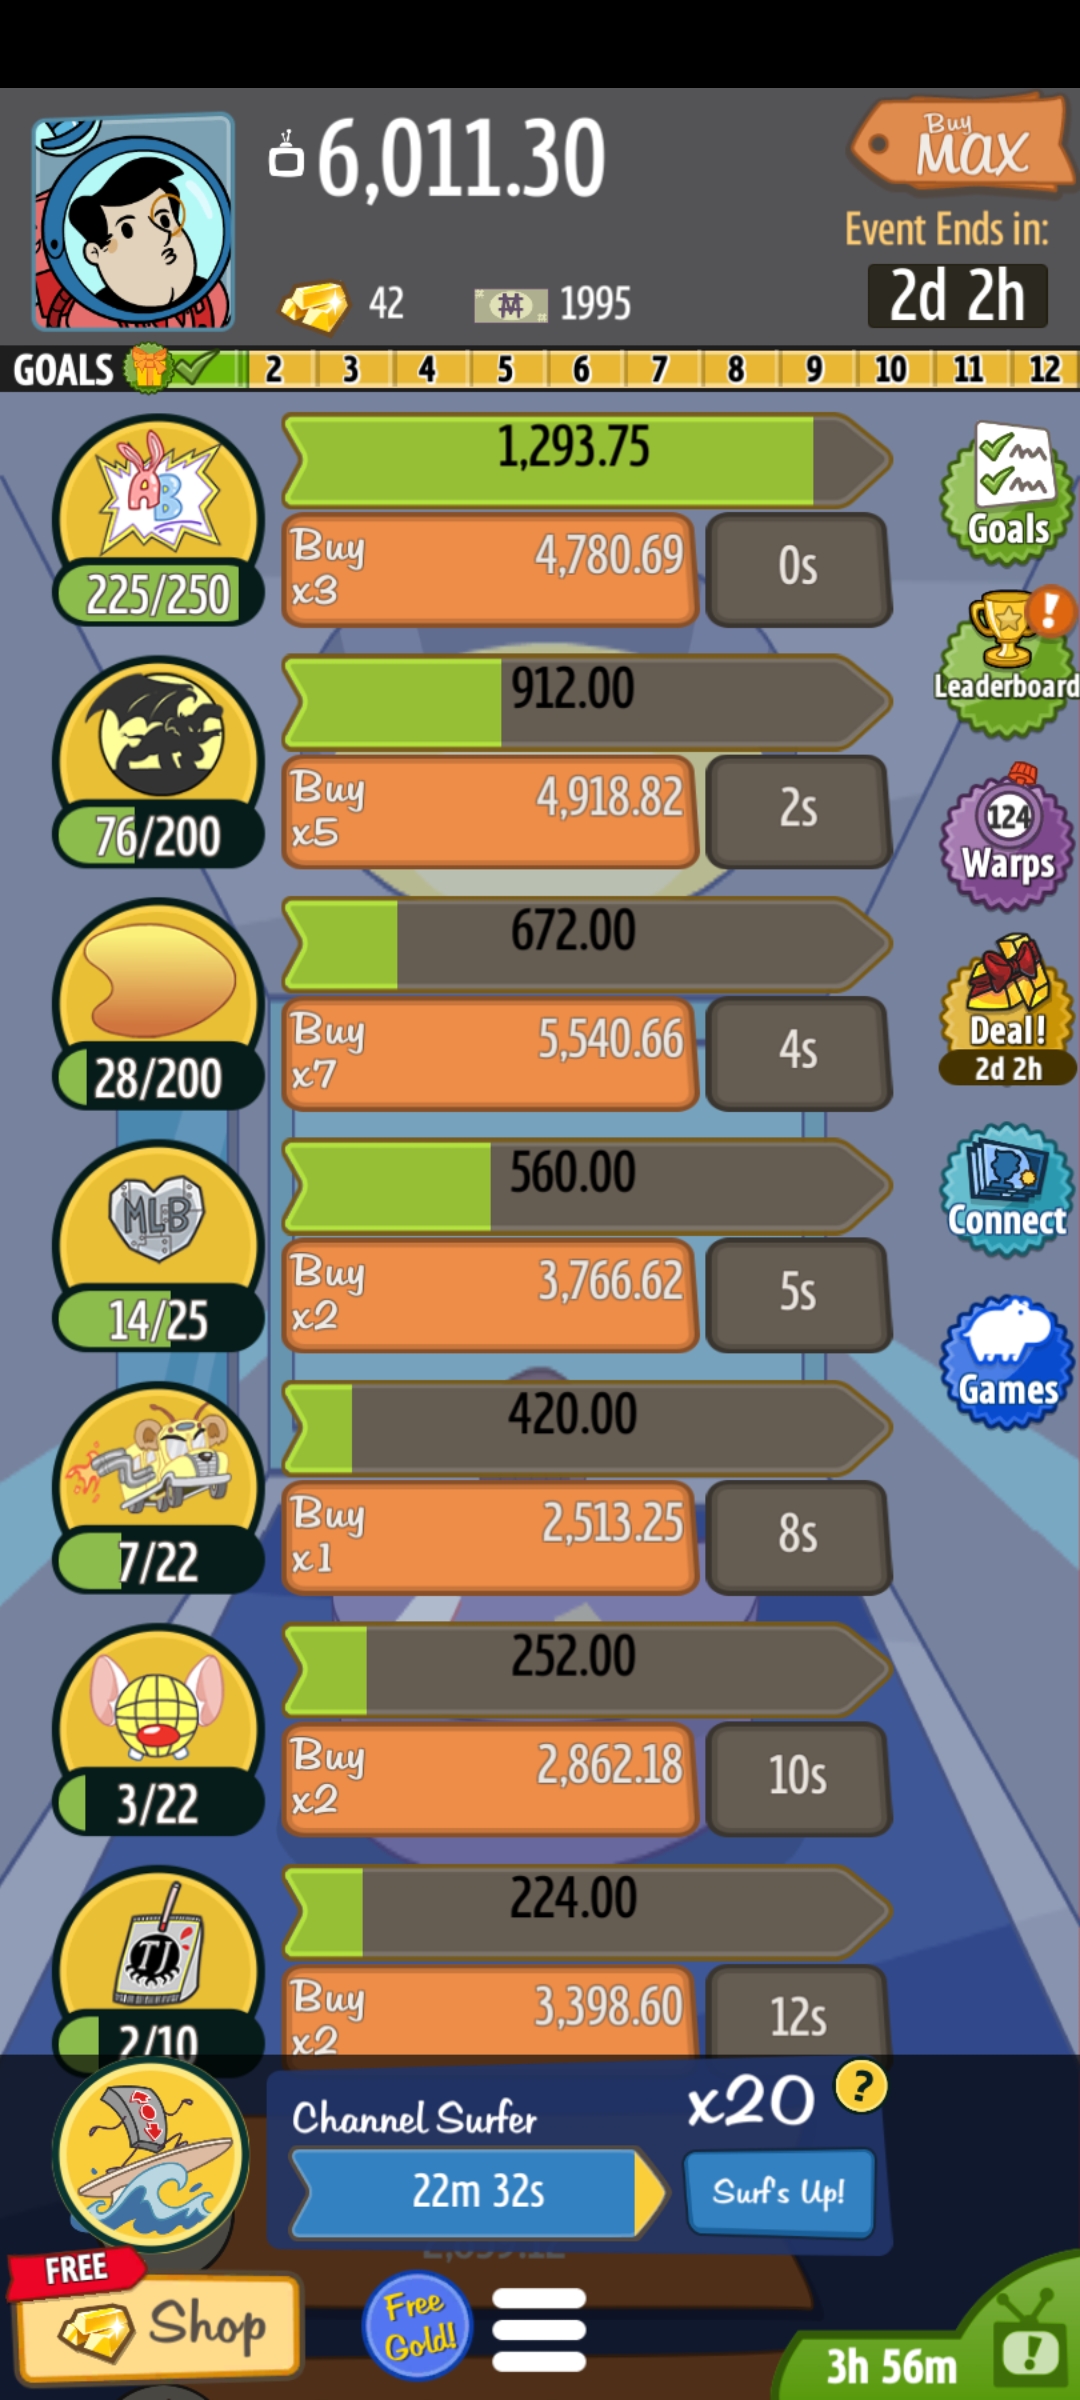 6,011.30
Buy
MAX
Event Ends in:
42
1995
2d 2h
GOALS 2 3 4 5 6 7 8 9 10 11 12
AB
1,293.75
225/250
Buy
x3
4,780.69
0s
Goals
912.00
76/200
Buy
x5
4,918.82
2s
Leaderboard
672.00
28/200
Buy
x7
5,540.66
4s
124
Warps
Deal!
2d 2h
MLB
560.00
14/25
Buy
x2
3,766.62
5s
Connect
420.00
7/22
Buy
x1
2,513.25
8s
Games
252.00
3/22
Buy
x2
2,862.18
10s
TJ
224.00
2/10
Buy
x2
3,398.60
12s
Channel Surfer
x20
?
22m 32s
Surf's Up!
FREE
Shop
Free
Gold!
3h 56m